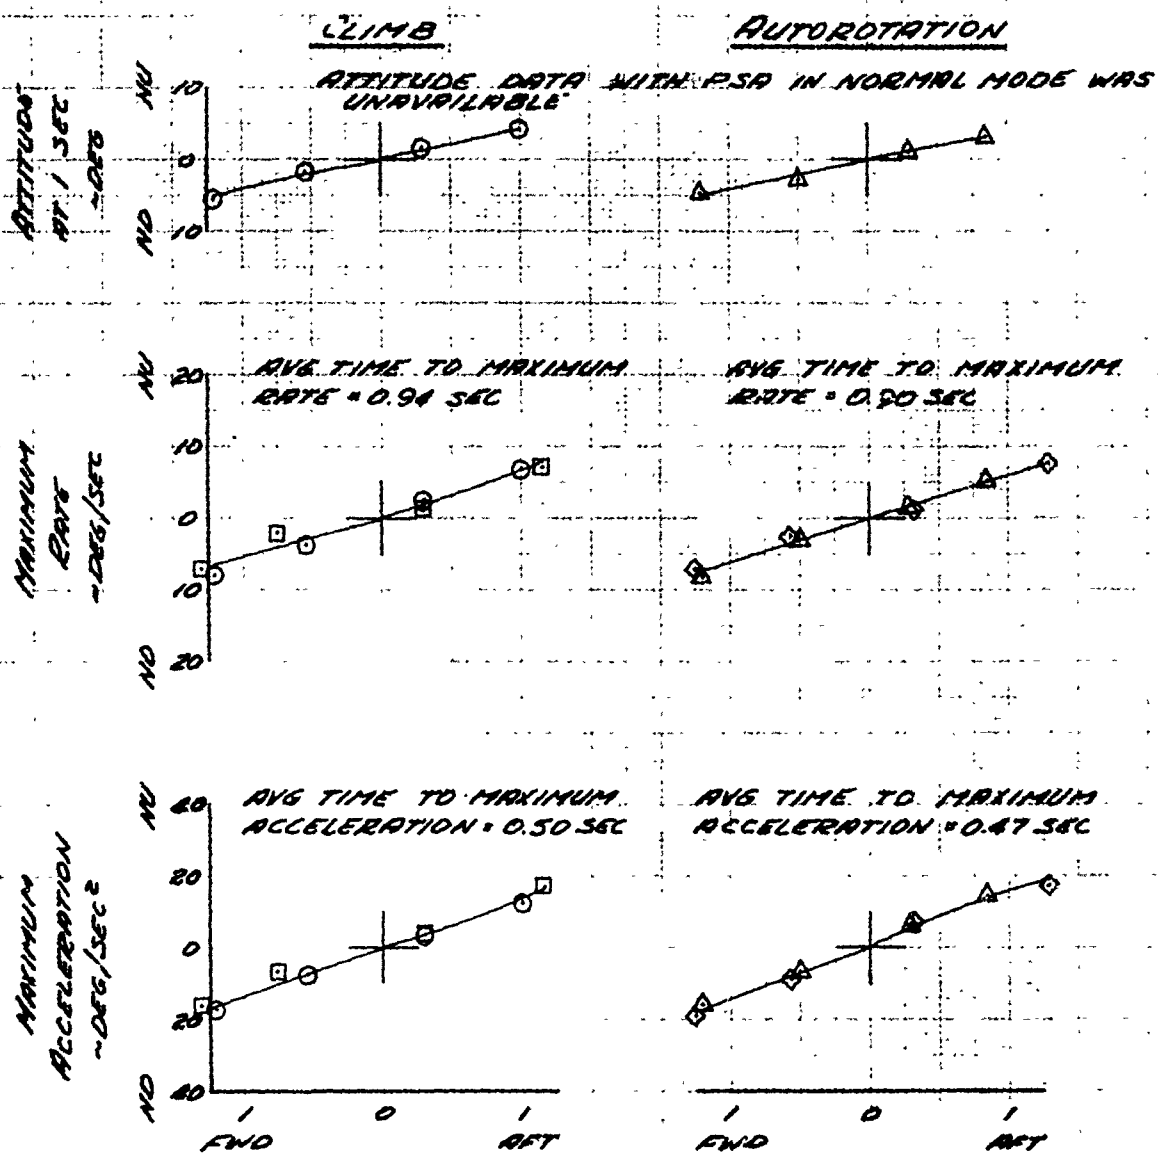 CLIMB
AUTOROTATION
ATTITUDE DATA WITH PSA IN NORMAL MODE WAS
UNAVAILABLE
ATTITUDE
AT 1 SEC
~DEG
NU
ND
10
0
10
AVG TIME TO MAXIMUM
RATE = 0.94 SEC
AVG TIME TO MAXIMUM
RATE = 0.90 SEC
MAXIMUM
RATE
~DEG/SEC
NU
ND
20
10
0
10
20
AVG TIME TO MAXIMUM
ACCELERATION = 0.50 SEC
AVG TIME TO MAXIMUM
ACCELERATION = 0.47 SEC
MAXIMUM
ACCELERATION
~DEG/SEC²
NU
ND
40
20
0
20
40
1 0 1
FWD AFT
1 0 1
FWD AFT